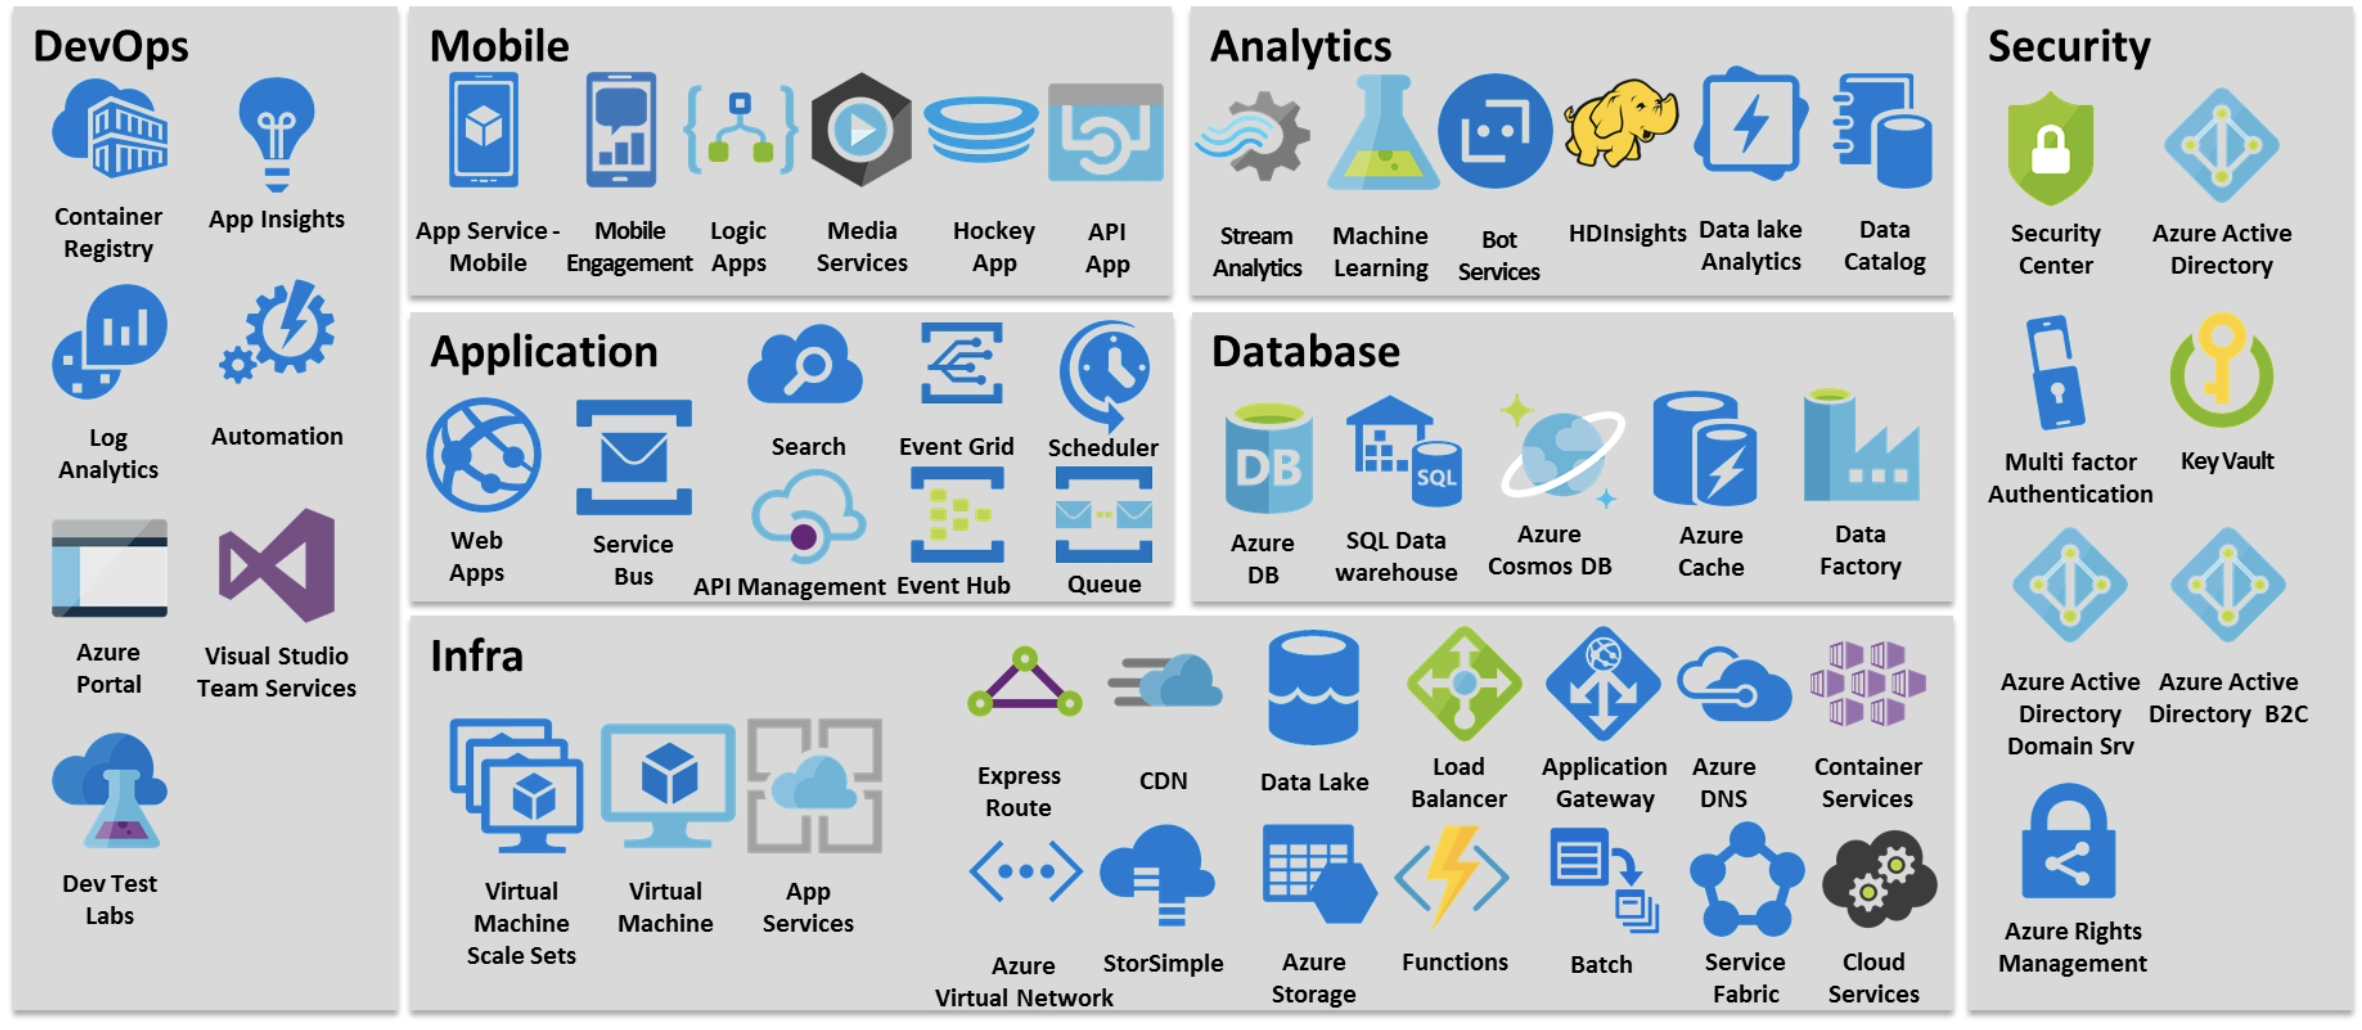 DevOps
Container
Registry
App Insights
Log
Analytics
Automation
Azure
Portal
Visual Studio
Team Services
Dev Test
Labs
Mobile
App Service -
Mobile
Mobile
Engagement
Logic
Apps
Media
Services
Hockey
App
API
App
Analytics
Stream
Analytics
Machine
Learning
Bot
Services
HDInsights
Data lake
Analytics
Data
Catalog
Application
Web
Apps
Service
Bus
Search
Event Grid
Scheduler
API Management
Event Hub
Queue
Database
DB
Azure
DB
SQL
SQL Data
warehouse
Azure
Cosmos DB
Azure
Cache
Data
Factory
Infra
Virtual
Machine
Scale Sets
Virtual
Machine
App
Services
Express
Route
CDN
Data Lake
Load
Balancer
Application
Gateway
Azure
DNS
Container
Services
Azure
Virtual Network
StorSimple
Azure
Storage
Functions
Batch
Service
Fabric
Cloud
Services
Security
Security
Center
Azure Active
Directory
Multi factor
Authentication
Key Vault
Azure Active
Directory
Domain Srv
Azure Active
Directory B2C
Azure Rights
Management